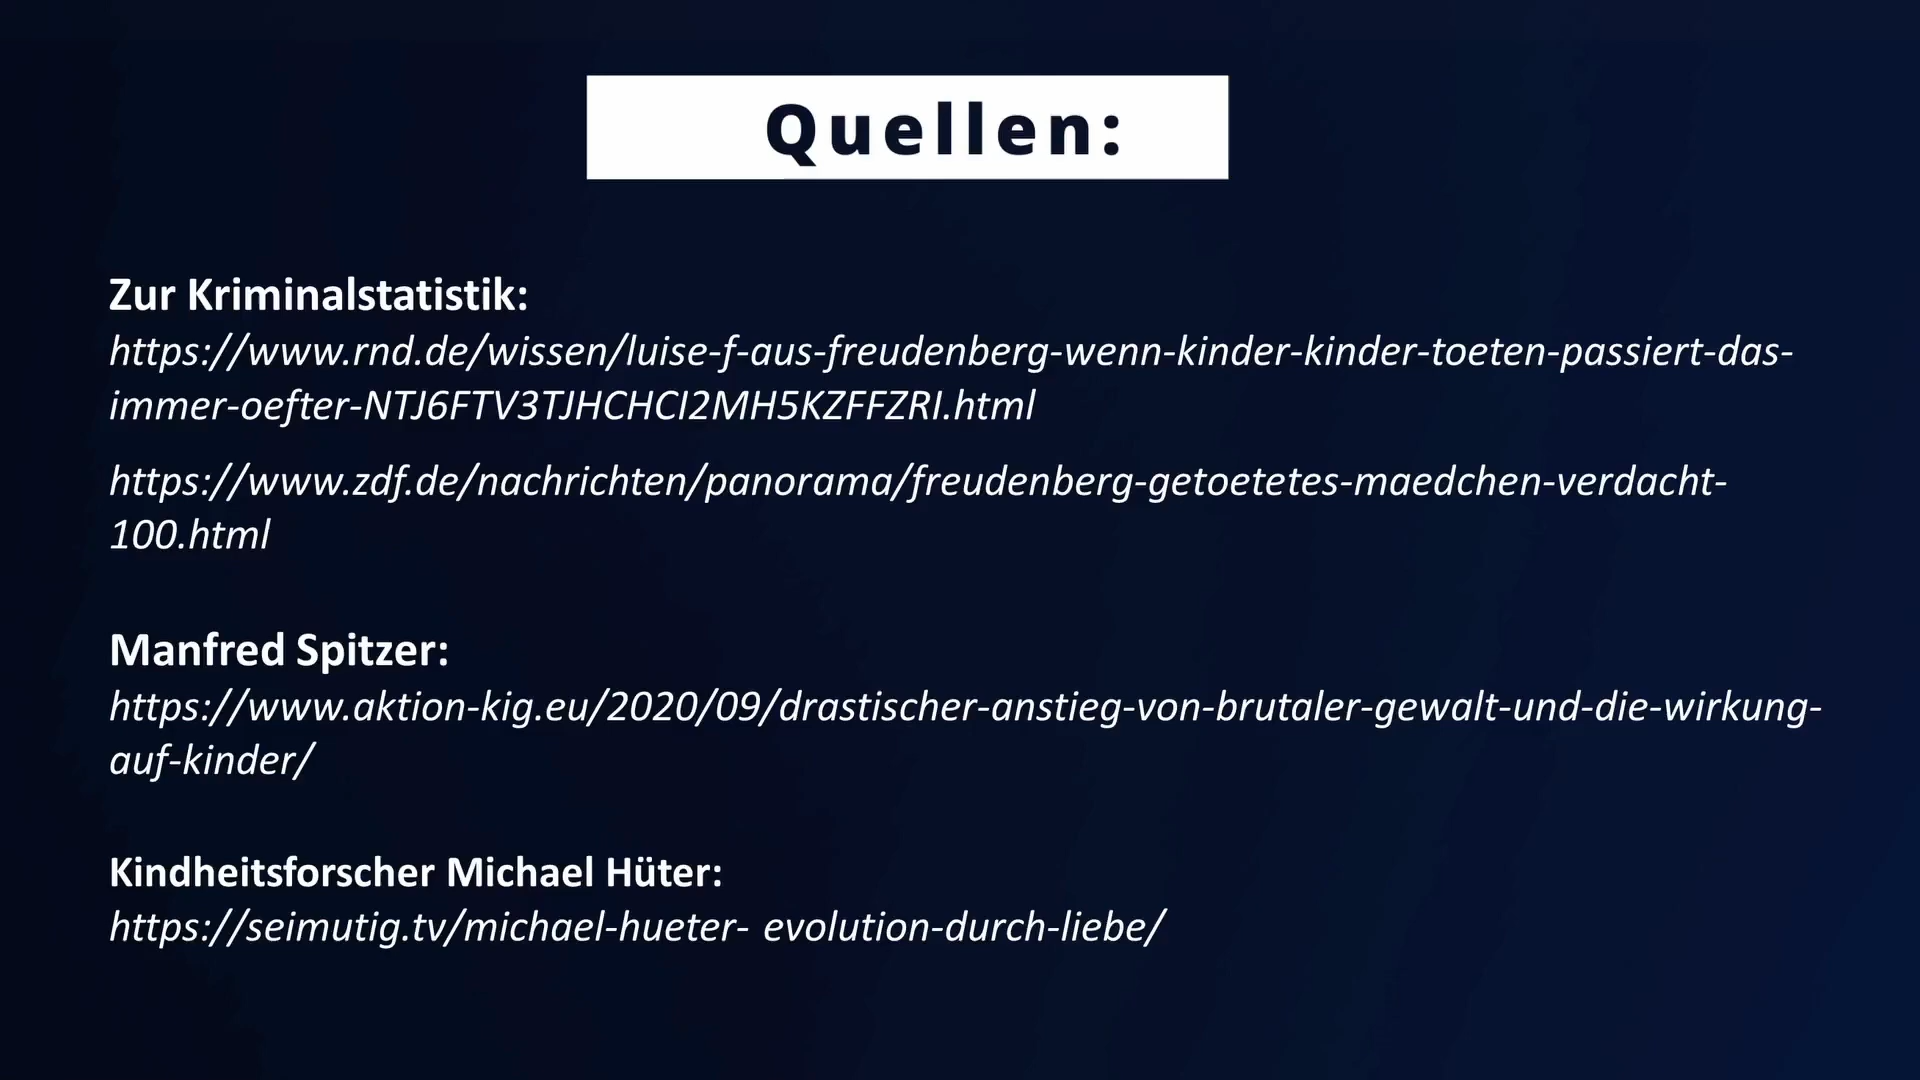 Quellen:
Zur Kriminalstatistik:
https://www.rnd.de/wissen/luise-f-aus-freudenberg-wenn-kinder-kinder-toeten-passiert-das-
immer-oefter-NTJ6FTV3TJHCHCI2MH5KZFFZRI.html
https://www.zdf.de/nachrichten/panorama/freudenberg-getoetetes-maedchen-verdacht-
100.html
Manfred Spitzer:
https://www.aktion-kig.eu/2020/09/drastischer-anstieg-von-brutaler-gewalt-und-die-wirkung-
auf-kinder/
Kindheitsforscher Michael Hüter:
https://seimutig.tv/michael-hueter- evolution-durch-liebe/